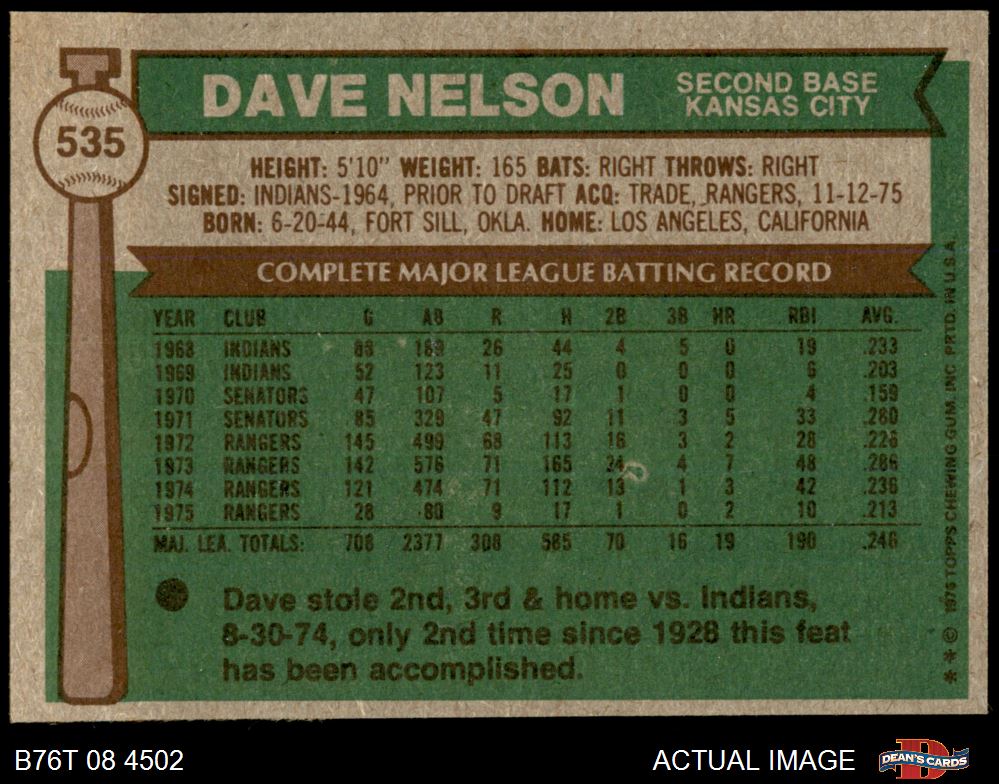 DAVE NELSON
SECOND BASE
KANSAS CITY
535
HEIGHT: 5'10" WEIGHT: 165 BATS: RIGHT THROWS: RIGHT
SIGNED: INDIANS-1964, PRIOR TO DRAFT ACQ: TRADE, RANGERS, 11-12-75
BORN: 6-20-44, FORT SILL, OKLA. HOME: LOS ANGELES, CALIFORNIA
COMPLETE MAJOR LEAGUE BATTING RECORD
YEAR CLUB G AB R H 2B 3B HR RBI AVG.
1968 INDIANS 88 189 26 44 4 5 0 19 .233
1969 INDIANS 52 123 11 25 0 0 0 6 .203
1970 SENATORS 47 107 5 17 1 0 0 4 .159
1971 SENATORS 85 329 47 92 11 3 5 33 .280
1972 RANGERS 145 499 68 113 16 3 2 28 .226
1973 RANGERS 142 576 71 165 24 4 7 48 .286
1974 RANGERS 121 474 71 112 13 1 3 42 .236
1975 RANGERS 28 80 9 17 1 0 2 10 .213
MAJ. LEA. TOTALS: 708 2377 308 585 70 16 19 190 .246
Dave stole 2nd, 3rd & home vs. Indians,
8-30-74, only 2nd time since 1928 this feat
has been accomplished.
* * © 1976 TOPPS CHEWING GUM, INC. PRTD. IN U.S.A.
B76T 08 4502
ACTUAL IMAGE
DEAN'S CARDS